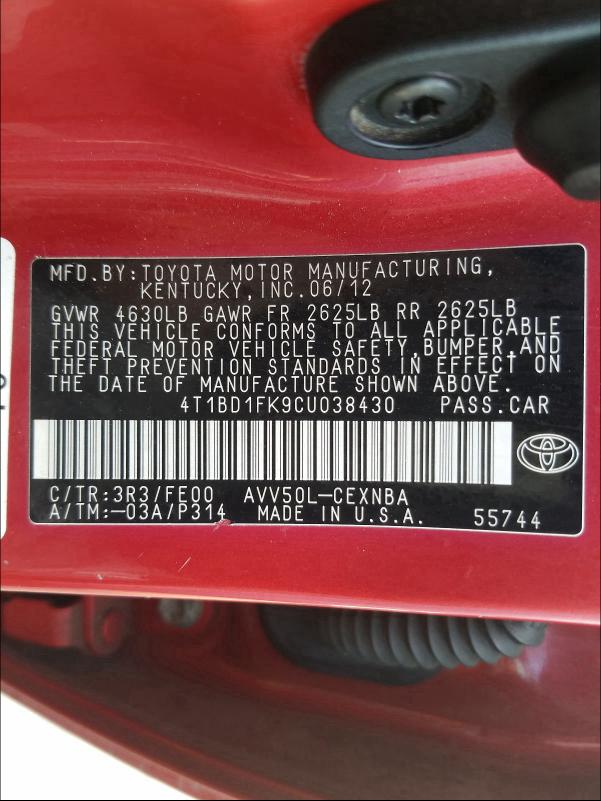 MFD.BY:TOYOTA MOTOR MANUFACTURING,
KENTUCKY,INC.06/12
GVWR 4630LB GAWR FR 2625LB RR 2625LB
THIS VEHICLE CONFORMS TO ALL APPLICABLE
FEDERAL MOTOR VEHICLE SAFETY,BUMPER,AND
THEFT PREVENTION STANDARDS IN EFFECT ON
THE DATE OF MANUFACTURE SHOWN ABOVE.
4T1BD1FK9CU038430 PASS.CAR
C/TR:3R3/FE00 AVV50L-CEXNBA
A/TM:-03A/P314 MADE IN U.S.A. 55744